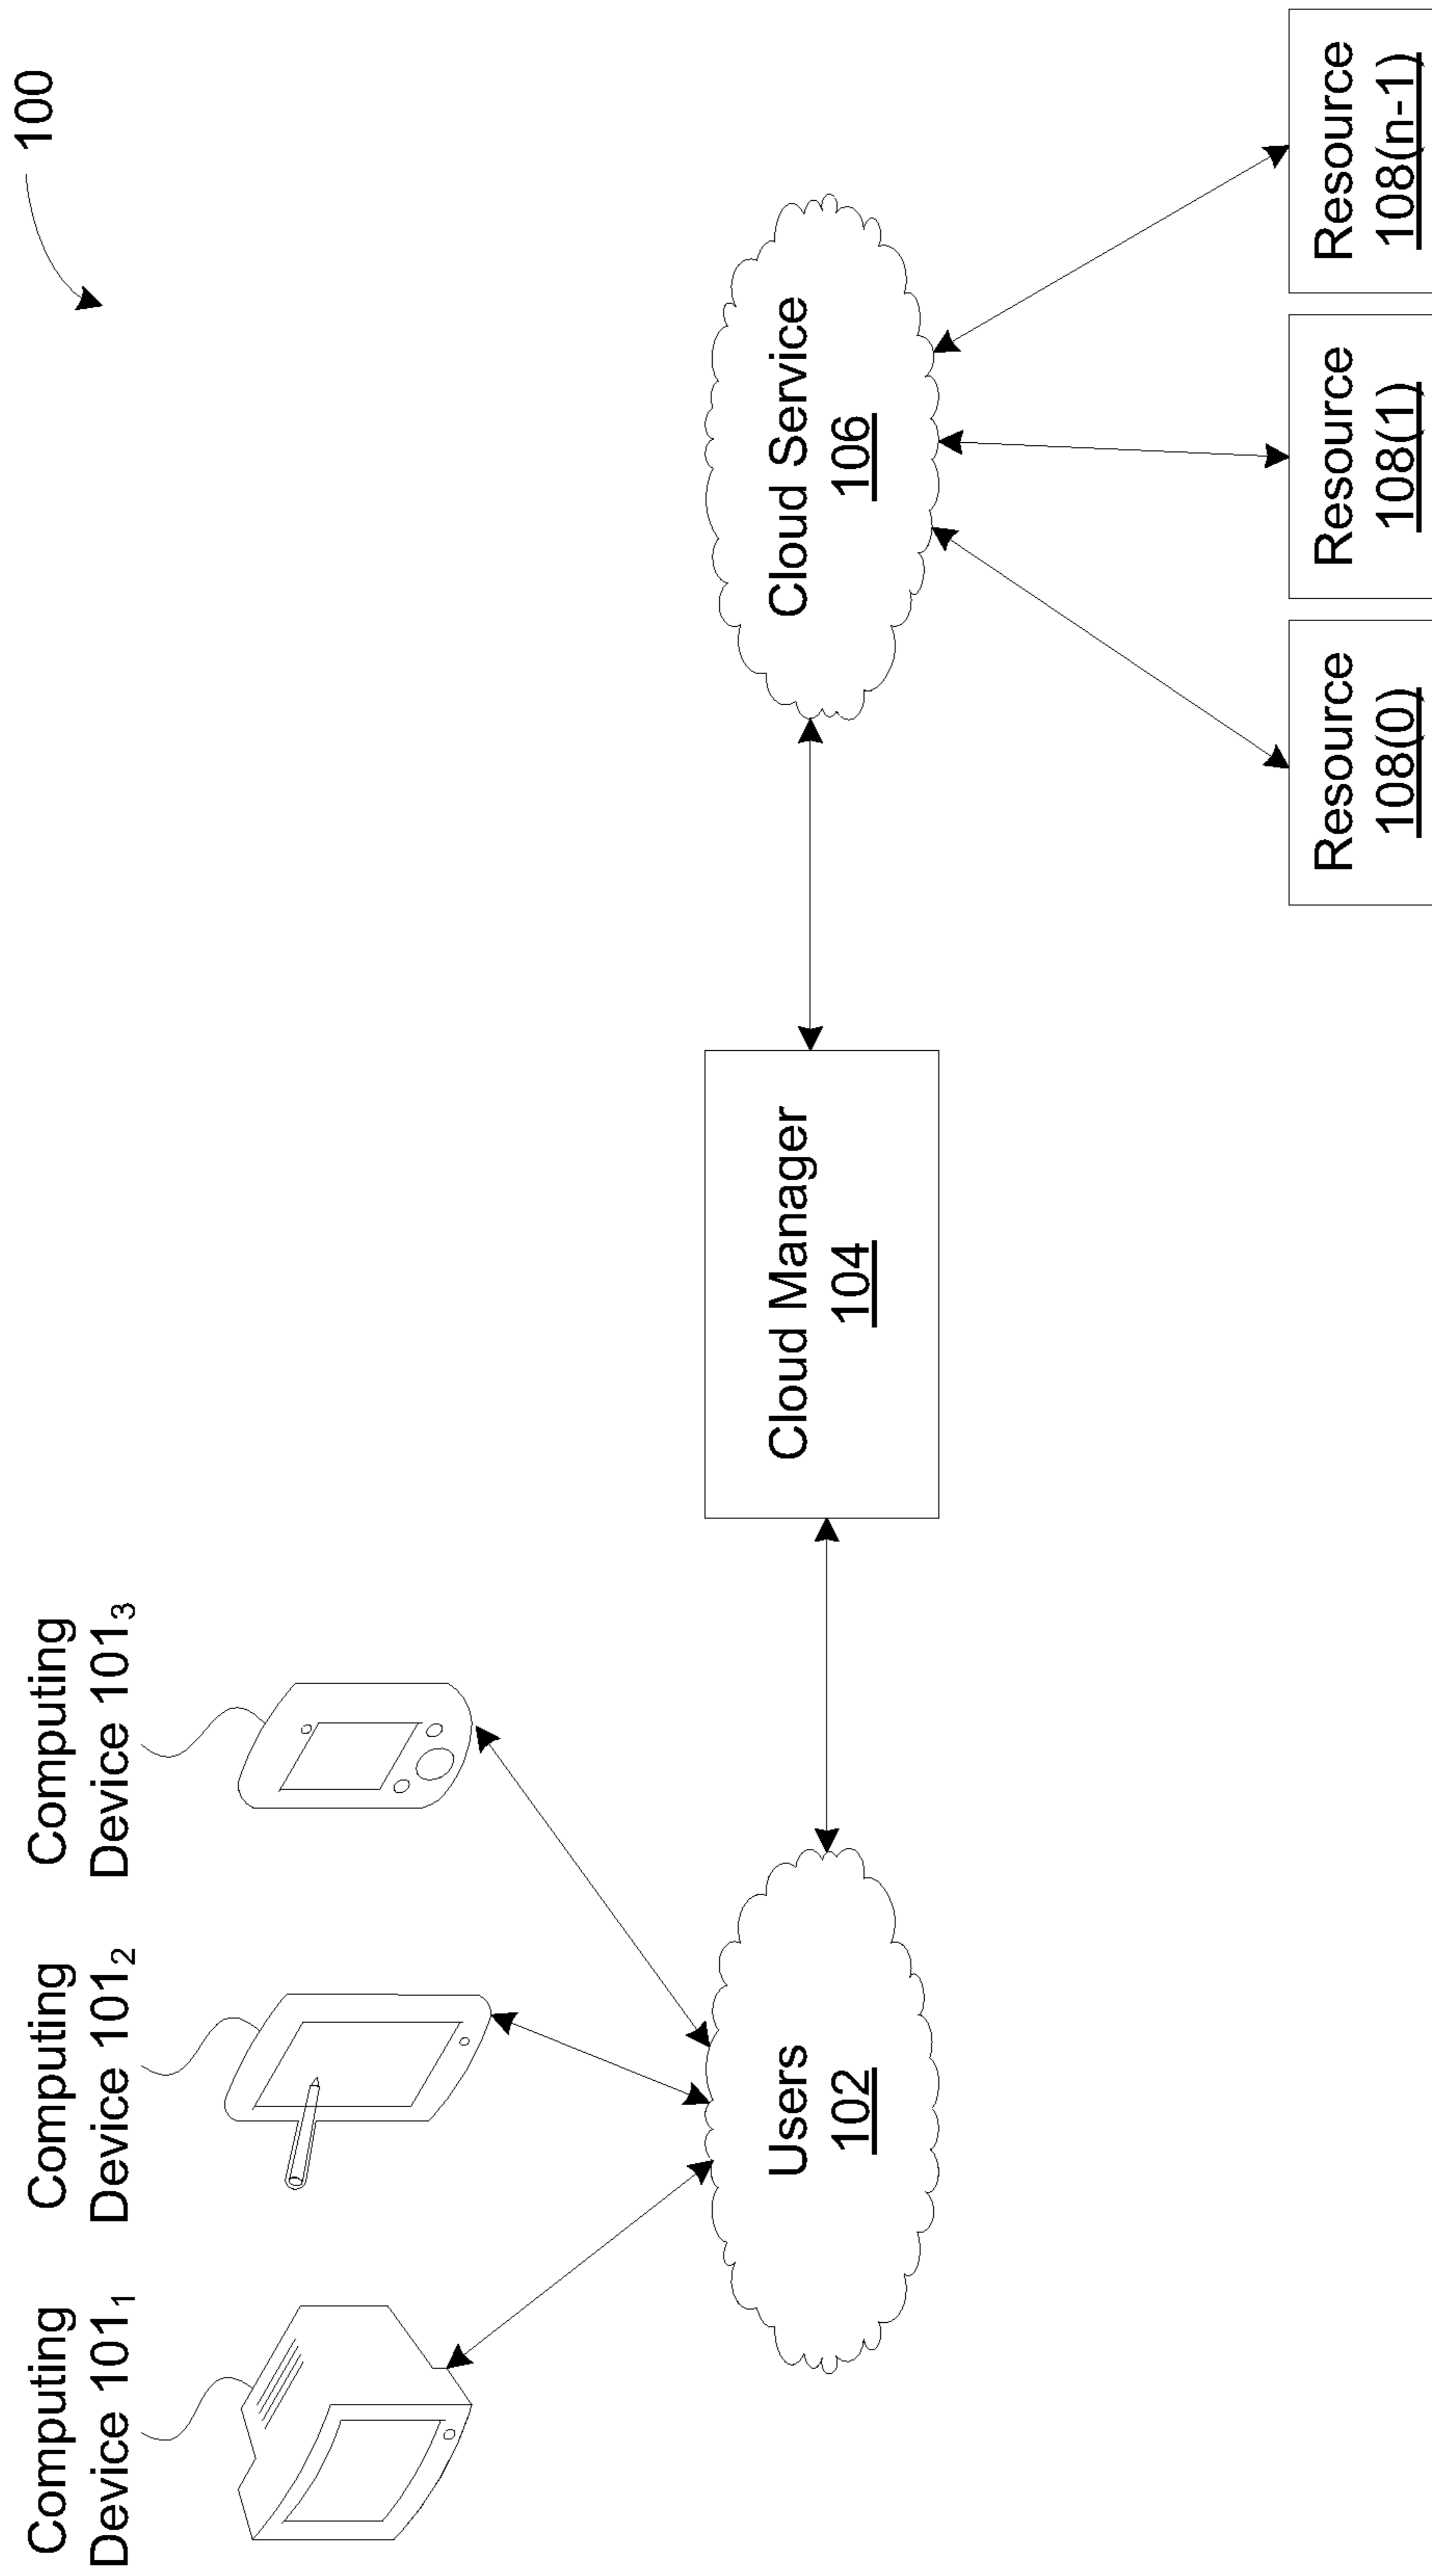 100
Computing
Device 101₁
Computing
Device 101₂
Computing
Device 101₃
Users
102
Cloud Manager
104
Cloud Service
106
Resource
108(0)
Resource
108(1)
Resource
108(n-1)